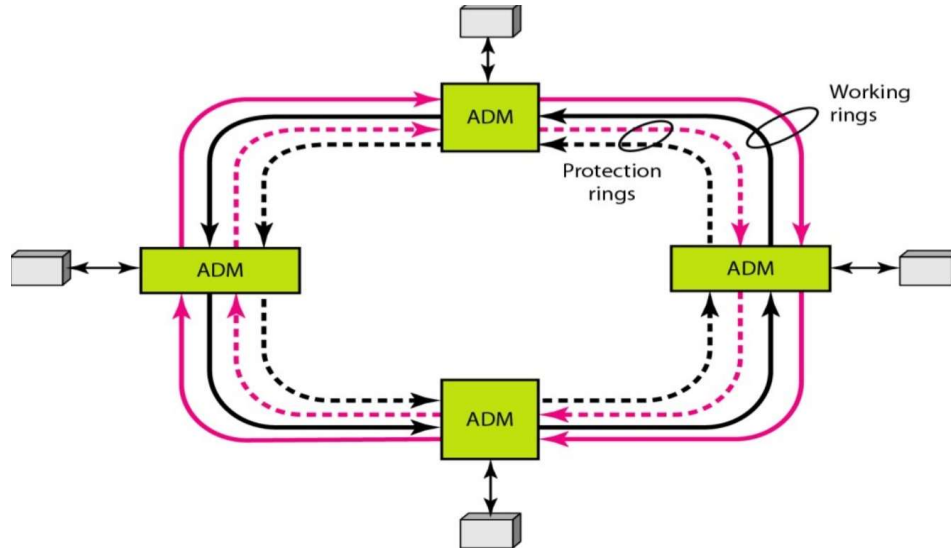 ADM
Working
rings
Protection
rings
ADM
ADM
ADM